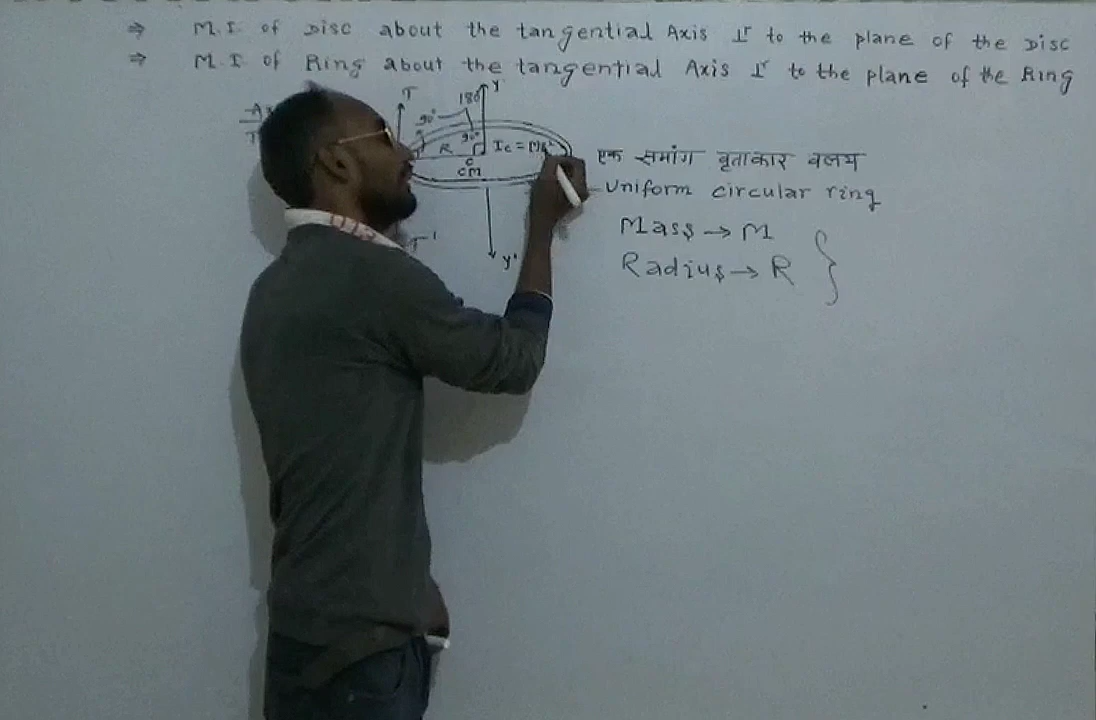 ⇒ M.I. of Disc about the tangential Axis ⊥r to the plane of the Disc
⇒ M.I of Ring about the tangential Axis ⊥r to the plane of the Ring
T 180° Y
90°
90°
R Ic = MR²
C
CM
एक समांग वृताकार वलय
Uniform circular ring
Mass → M
Radius → R }
T'
Y'